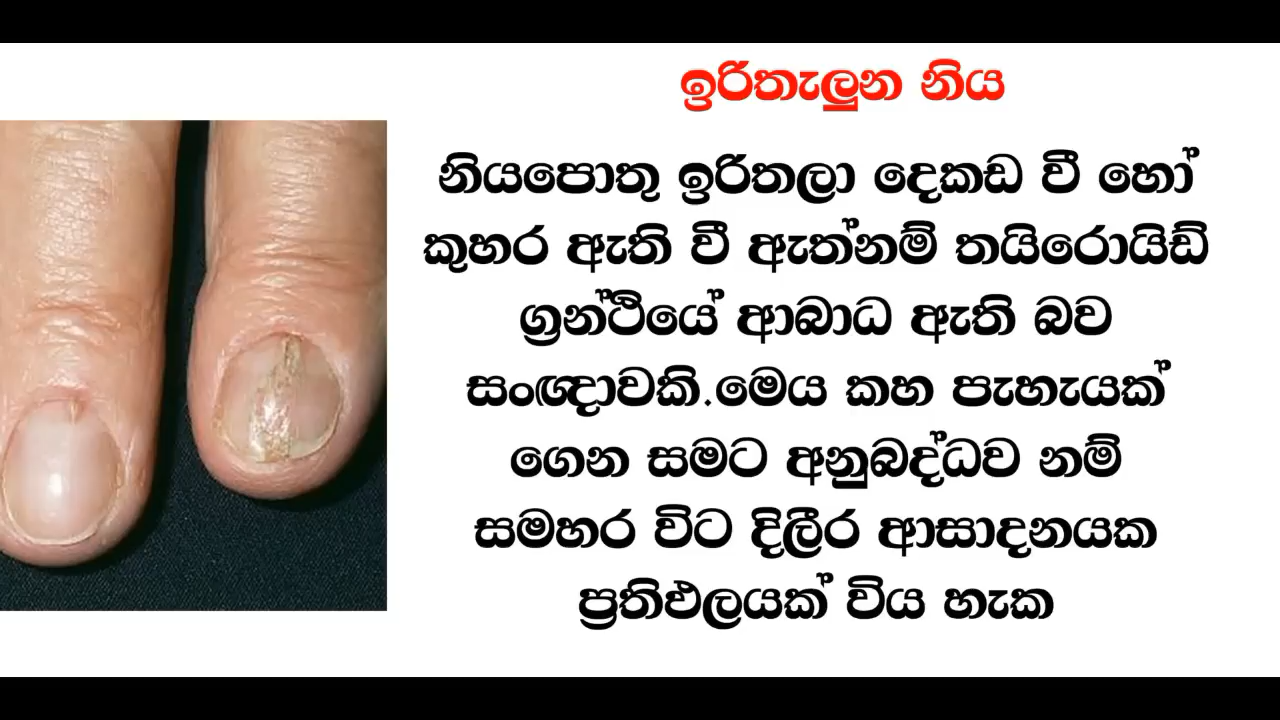 ඉරිතැලුන නිය
නියපොතු ඉරිතලා දෙකඩ වී හෝ
කුහර ඇති වී ඇත්නම් තයිරොයිඩ්
ග්‍රන්ථියේ ආබාධ ඇති බව
සංඥාවකි.මෙය කහ පැහැයක්
ගෙන සමට අනුබද්ධව නම්
සමහර විට දිලීර ආසාදනයක
ප්‍රතිඵලයක් විය හැක